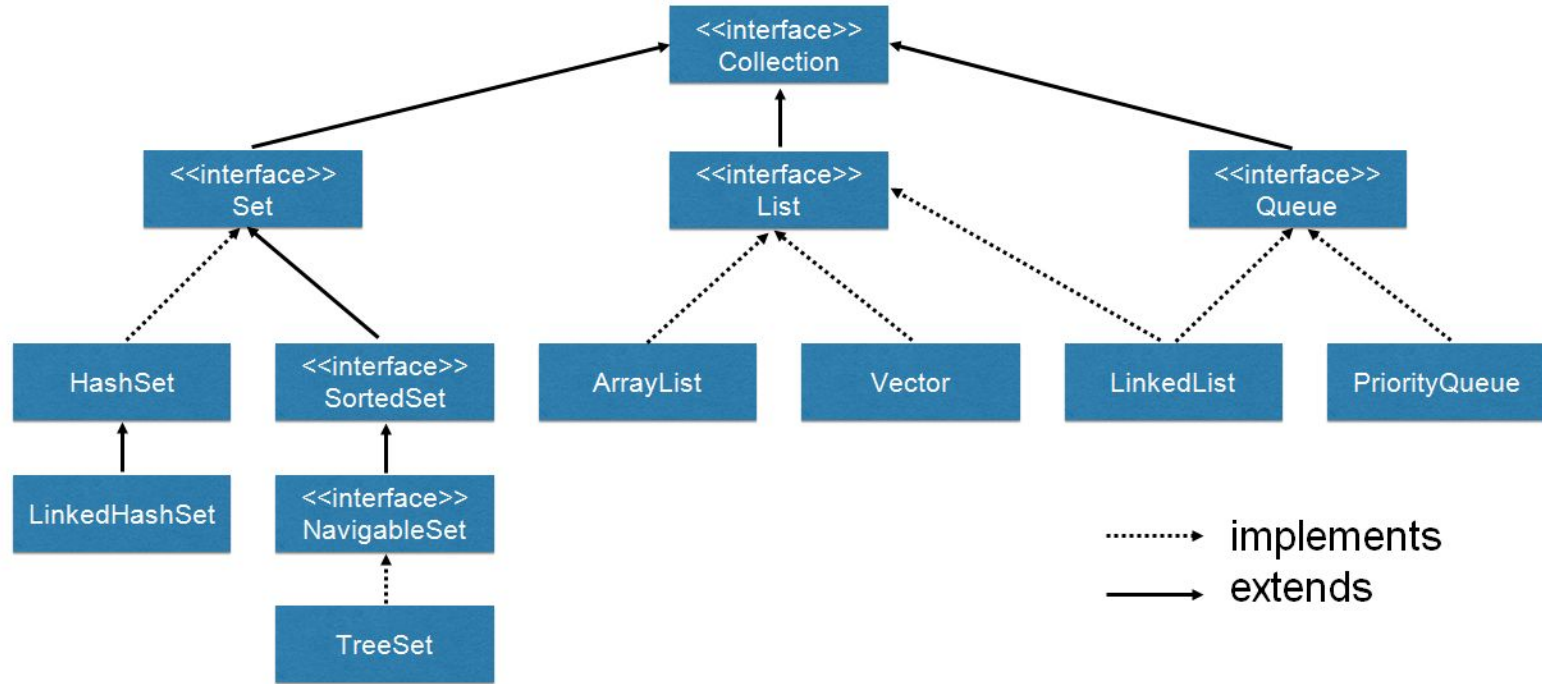 <<interface>>
Collection
<<interface>>
Set
<<interface>>
List
<<interface>>
Queue
HashSet
<<interface>>
SortedSet
ArrayList
Vector
LinkedList
PriorityQueue
LinkedHashSet
<<interface>>
NavigableSet
TreeSet
implements
extends